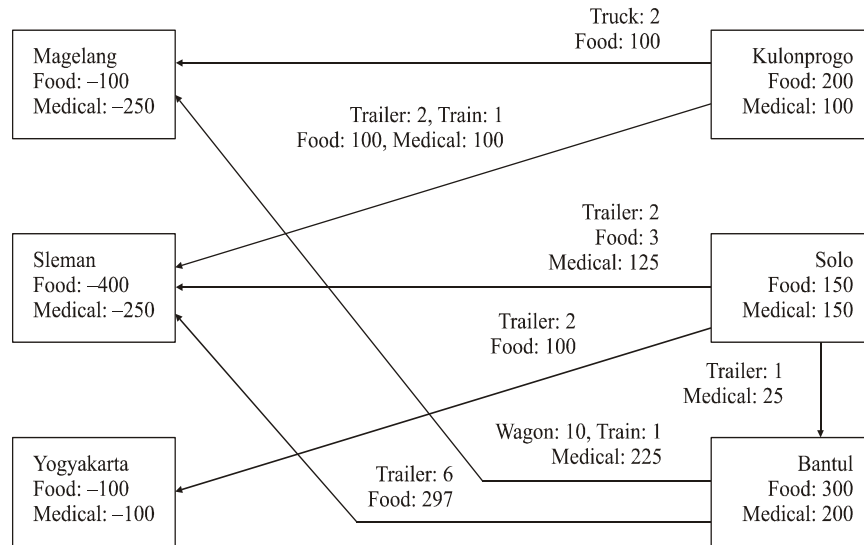 Truck: 2
Food: 100
Magelang
Food: –100
Medical: –250
Kulonprogo
Food: 200
Medical: 100
Trailer: 2, Train: 1
Food: 100, Medical: 100
Trailer: 2
Food: 3
Medical: 125
Sleman
Food: –400
Medical: –250
Solo
Food: 150
Medical: 150
Trailer: 2
Food: 100
Trailer: 1
Medical: 25
Wagon: 10, Train: 1
Medical: 225
Yogyakarta
Food: –100
Medical: –100
Trailer: 6
Food: 297
Bantul
Food: 300
Medical: 200